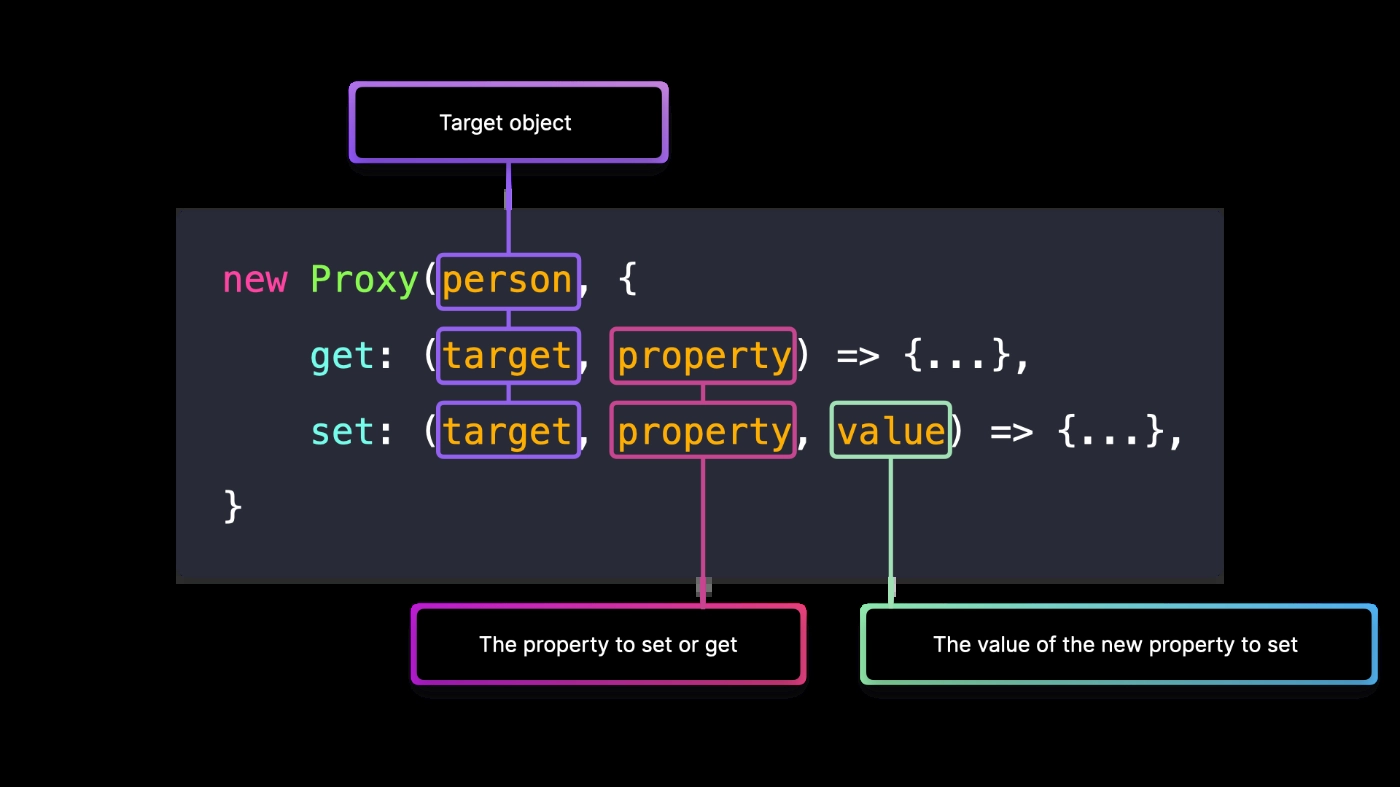 Target object
new Proxy(person, {
get: (target, property) => {...},
set: (target, property, value) => {...},
}
The property to set or get
The value of the new property to set